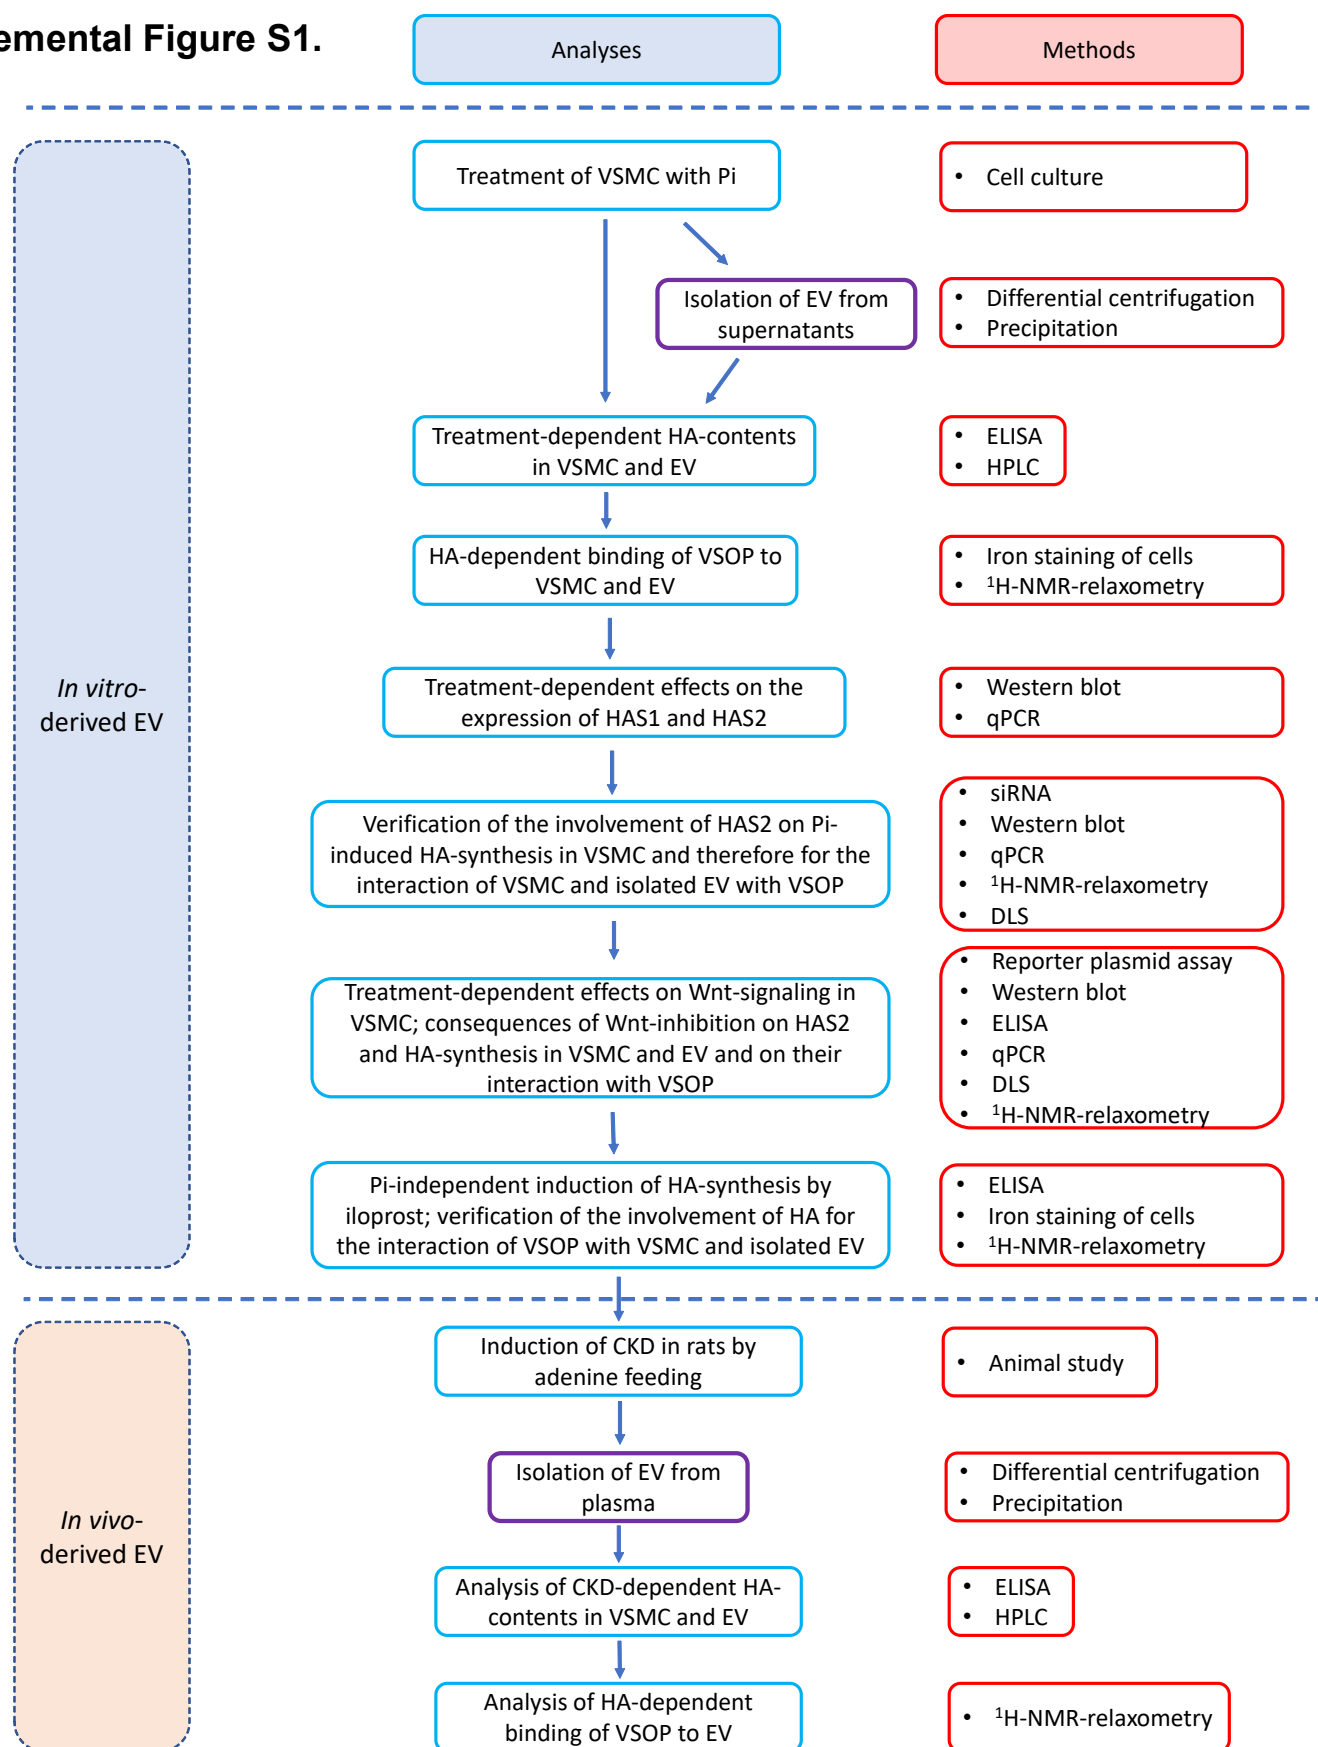 emental Figure S1.
Analyses
Methods
In vitro-
derived EV
Treatment of VSMC with Pi
• Cell culture
Isolation of EV from
supernatants
• Differential centrifugation
• Precipitation
Treatment-dependent HA-contents
in VSMC and EV
• ELISA
• HPLC
HA-dependent binding of VSOP to
VSMC and EV
• Iron staining of cells
• ¹H-NMR-relaxometry
Treatment-dependent effects on the
expression of HAS1 and HAS2
• Western blot
• qPCR
Verification of the involvement of HAS2 on Pi-
induced HA-synthesis in VSMC and therefore for the
interaction of VSMC and isolated EV with VSOP
• siRNA
• Western blot
• qPCR
• ¹H-NMR-relaxometry
• DLS
Treatment-dependent effects on Wnt-signaling in
VSMC; consequences of Wnt-inhibition on HAS2
and HA-synthesis in VSMC and EV and on their
interaction with VSOP
• Reporter plasmid assay
• Western blot
• ELISA
• qPCR
• DLS
• ¹H-NMR-relaxometry
Pi-independent induction of HA-synthesis by
iloprost; verification of the involvement of HA for
the interaction of VSOP with VSMC and isolated EV
• ELISA
• Iron staining of cells
• ¹H-NMR-relaxometry
In vivo-
derived EV
Induction of CKD in rats by
adenine feeding
• Animal study
Isolation of EV from
plasma
• Differential centrifugation
• Precipitation
Analysis of CKD-dependent HA-
contents in VSMC and EV
• ELISA
• HPLC
Analysis of HA-dependent
binding of VSOP to EV
• ¹H-NMR-relaxometry